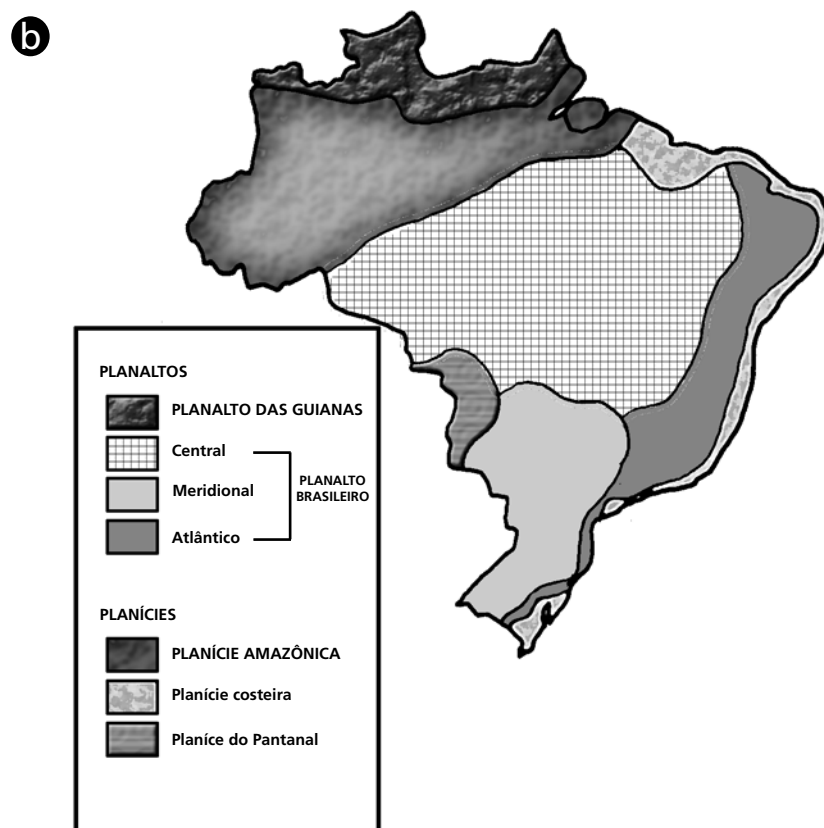 b
PLANALTOS
PLANALTO DAS GUIANAS
Central
Meridional
Atlântico
PLANALTO
BRASILEIRO
PLANÍCIES
PLANÍCIE AMAZÔNICA
Planície costeira
Planíce do Pantanal